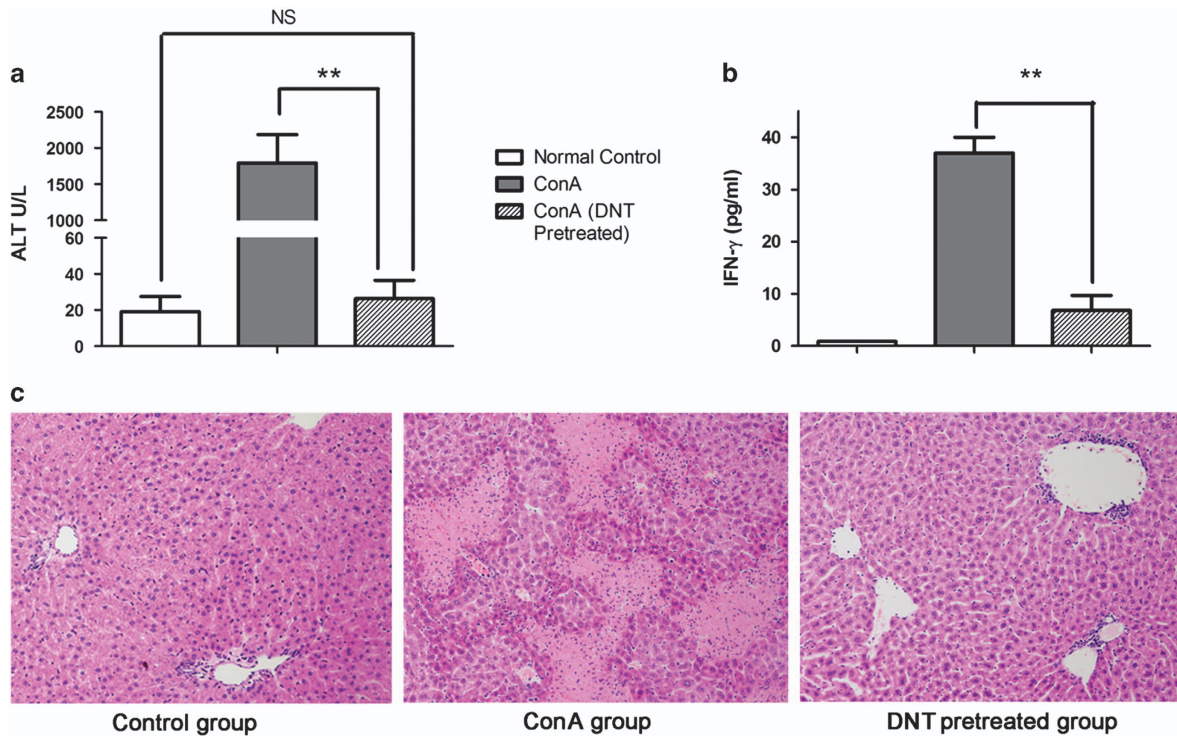 NS
a
**
b
**
2500
2000
1500
1000
60
40
20
0
ALT U/L
Normal Control
ConA
ConA (DNT
Pretreated)
40
30
20
10
0
IFN-γ (pg/ml)
c
Control group
ConA group
DNT pretreated group